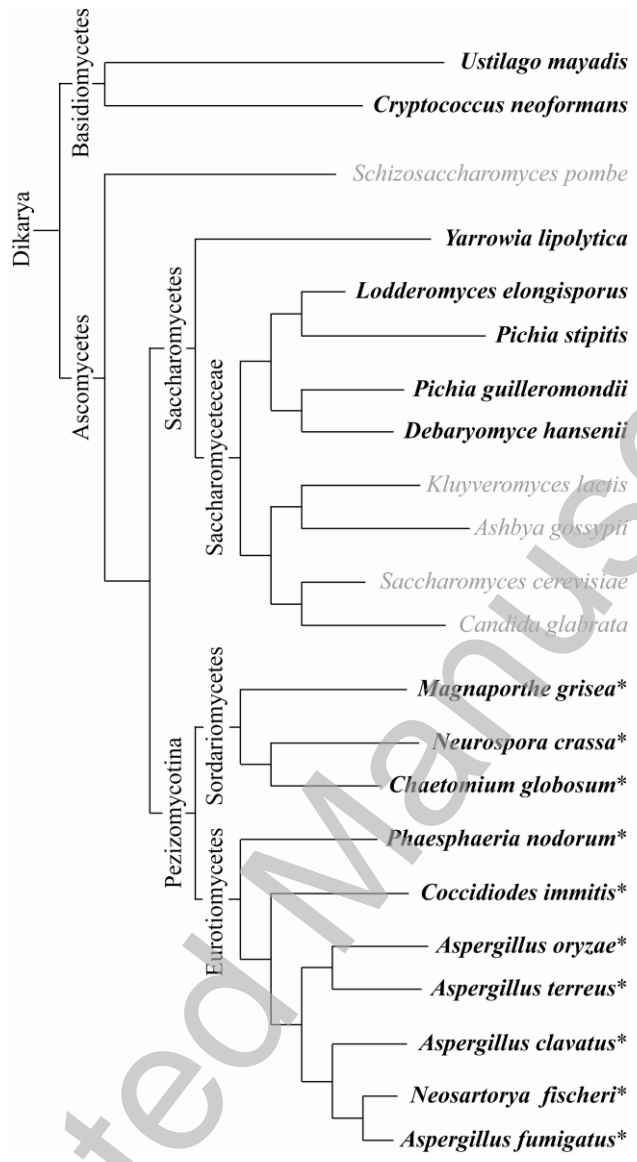 Dikarya
Basidiomycetes
Ascomycetes
Saccharomycetes
Saccharomyceteceae
Pezizomycotina
Sordariomycetes
Eurotiomycetes
Ustilago mayadis
Cryptococcus neoformans
Schizosaccharomyces pombe
Yarrowia lipolytica
Lodderomyces elongisporus
Pichia stipitis
Pichia guilleromondii
Debaryomyce hansenii
Kluyveromyces lactis
Ashbya gossypii
Saccharomyces cerevisiae
Candida glabrata
Magnaporthe grisea*
Neurospora crassa*
Chaetomium globosum*
Phaesphaeria nodorum*
Coccidiodes immitis*
Aspergillus oryzae*
Aspergillus terreus*
Aspergillus clavatus*
Neosartorya fischeri*
Aspergillus fumigatus*
ted Manus